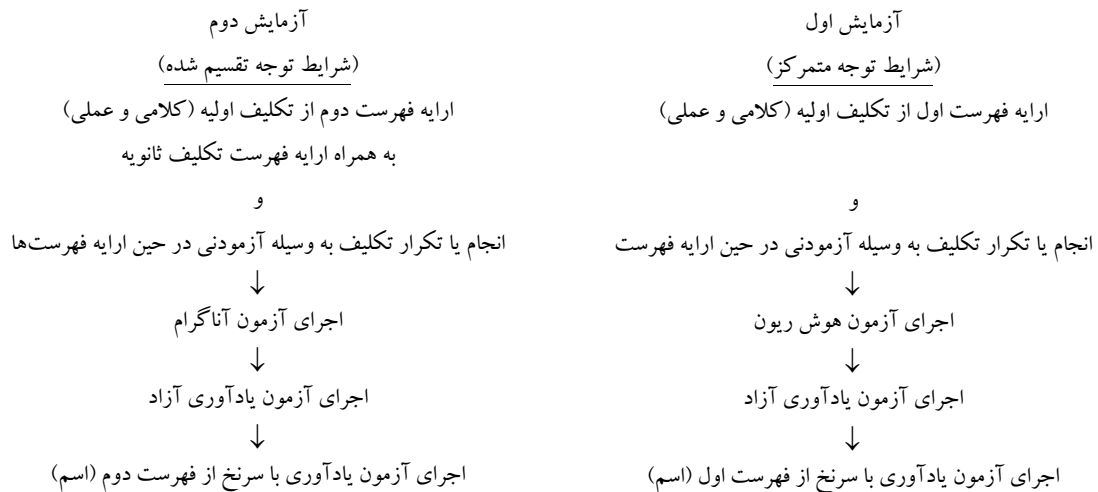 آزمایش اول
(شرایط توجه متمرکز)
ارایه فهرست اول از تکلیف اولیه (کلامی و عملی)
و
انجام یا تکرار تکلیف به وسیله آزمودنی در حین ارایه فهرست
↓
اجرای آزمون هوش ریون
↓
اجرای آزمون یادآوری آزاد
↓
اجرای آزمون یادآوری با سرنخ از فهرست اول (اسم)
آزمایش دوم
(شرایط توجه تقسیم شده)
ارایه فهرست دوم از تکلیف اولیه (کلامی و عملی)
به همراه ارایه فهرست تکلیف ثانویه
و
انجام یا تکرار تکلیف به وسیله آزمودنی در حین ارایه فهرست‌ها
↓
اجرای آزمون آناگرام
↓
اجرای آزمون یادآوری آزاد
↓
اجرای آزمون یادآوری با سرنخ از فهرست دوم (اسم)